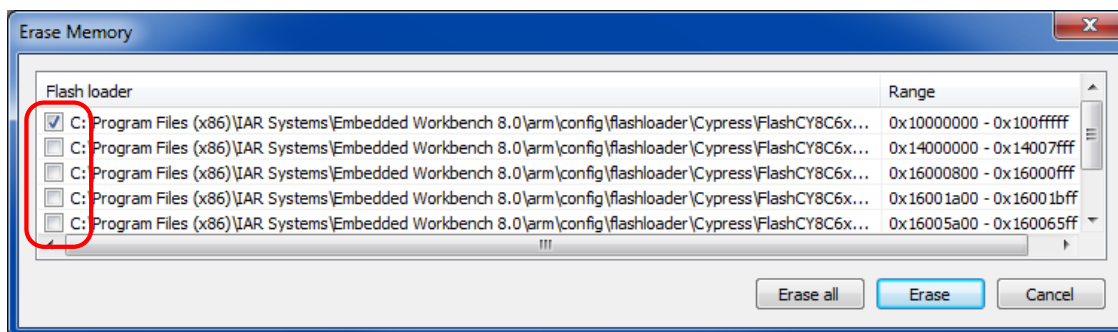 Erase Memory
Flash loader Range
C:\Program Files (x86)\IAR Systems\Embedded Workbench 8.0\arm\config\flashloader\Cypress\FlashCY8C6x... 0x10000000 - 0x100fffff
C:\Program Files (x86)\IAR Systems\Embedded Workbench 8.0\arm\config\flashloader\Cypress\FlashCY8C6x... 0x14000000 - 0x14007fff
C:\Program Files (x86)\IAR Systems\Embedded Workbench 8.0\arm\config\flashloader\Cypress\FlashCY8C6x... 0x16000800 - 0x16000fff
C:\Program Files (x86)\IAR Systems\Embedded Workbench 8.0\arm\config\flashloader\Cypress\FlashCY8C6x... 0x16001a00 - 0x16001bff
C:\Program Files (x86)\IAR Systems\Embedded Workbench 8.0\arm\config\flashloader\Cypress\FlashCY8C6x... 0x16005a00 - 0x160065ff
Erase all Erase Cancel